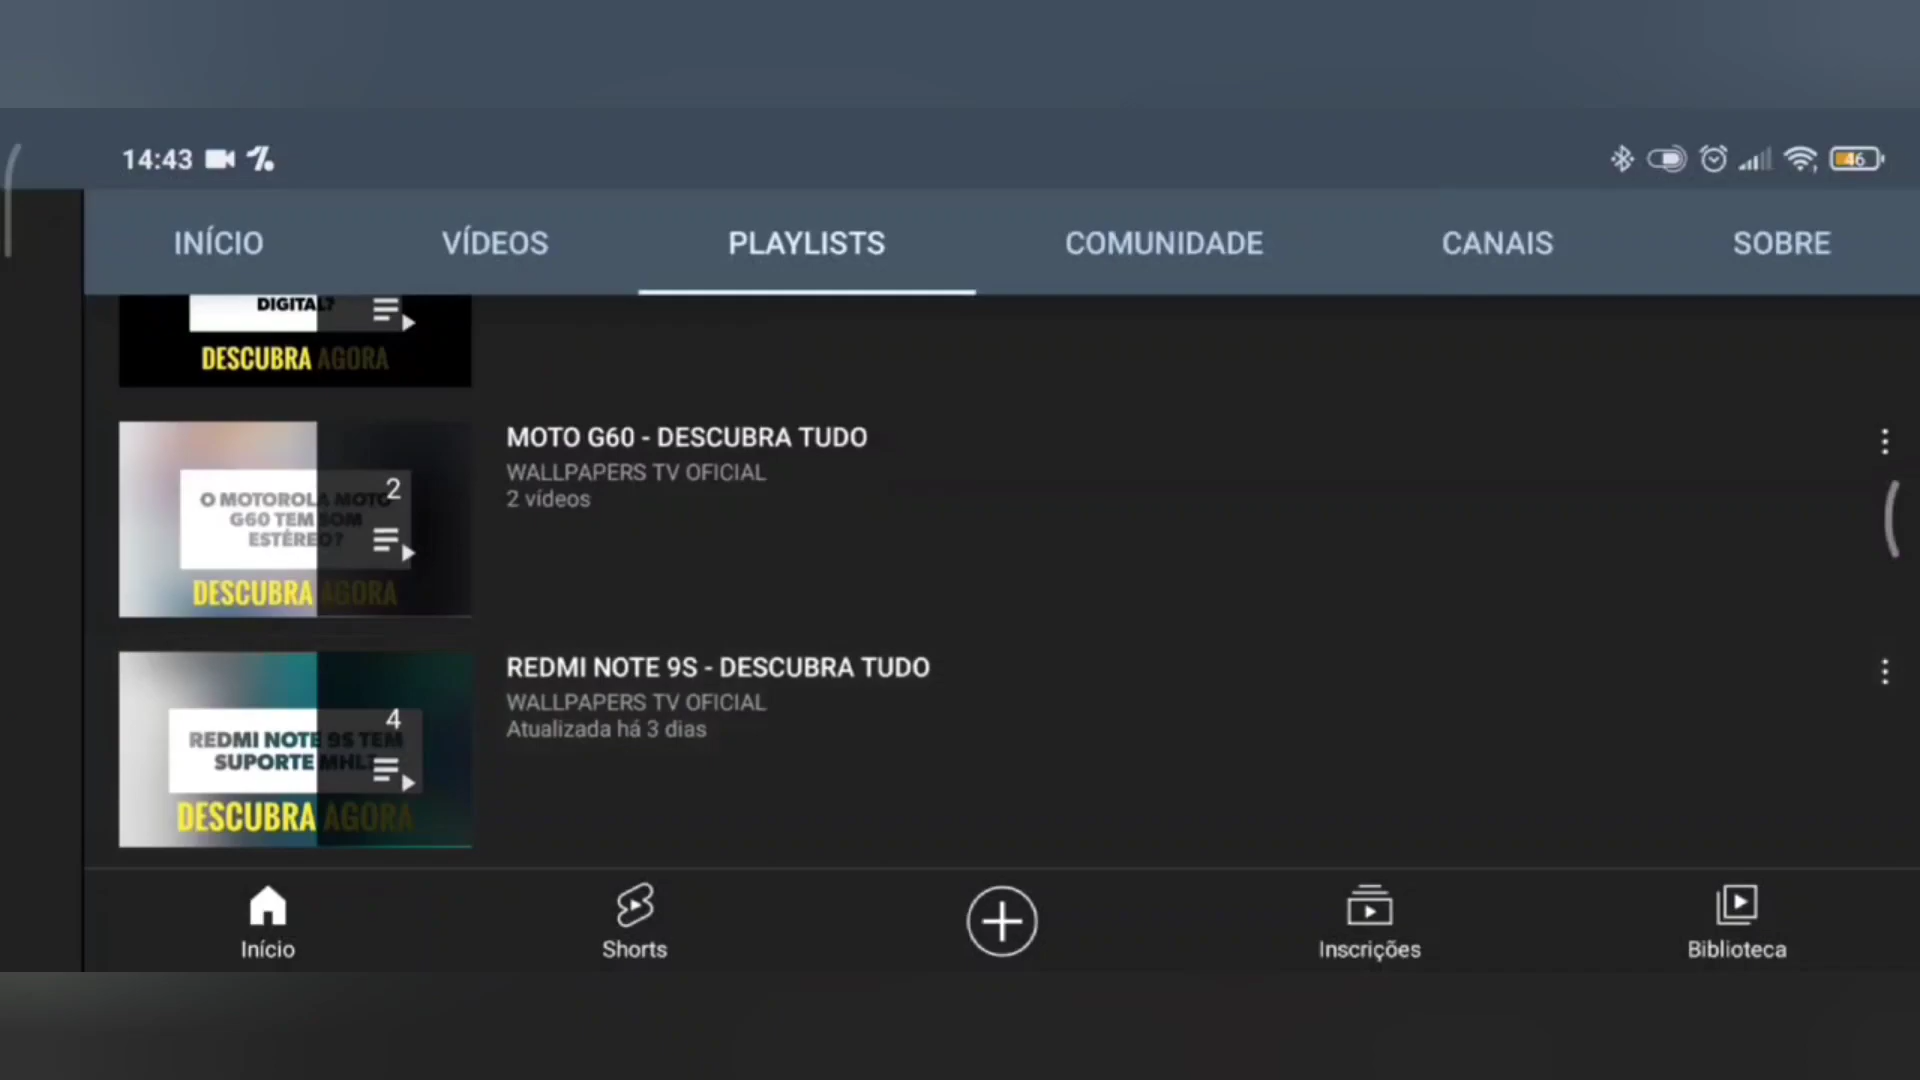 14:43
46
INÍCIO VÍDEOS PLAYLISTS COMUNIDADE CANAIS SOBRE
DIGITAL?
DESCUBRA AGORA
MOTO G60 - DESCUBRA TUDO
WALLPAPERS TV OFICIAL
2 vídeos
2
O MOTOROLA MOTO
G60 TEM SOM
ESTÉREO?
DESCUBRA AGORA
REDMI NOTE 9S - DESCUBRA TUDO
WALLPAPERS TV OFICIAL
Atualizada há 3 dias
4
REDMI NOTE 9S TEM
SUPORTE MHL?
DESCUBRA AGORA
Início Shorts Inscrições Biblioteca